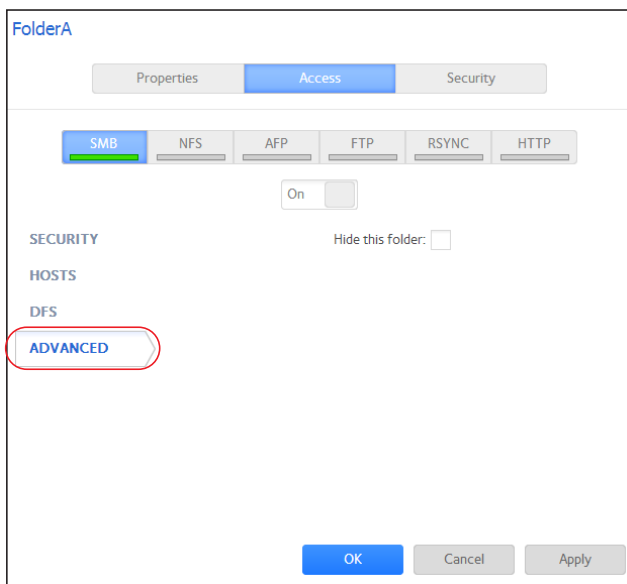 FolderA
Properties Access Security
SMB NFS AFP FTP RSYNC HTTP
On
SECURITY Hide this folder:
HOSTS
DFS
ADVANCED
OK Cancel Apply